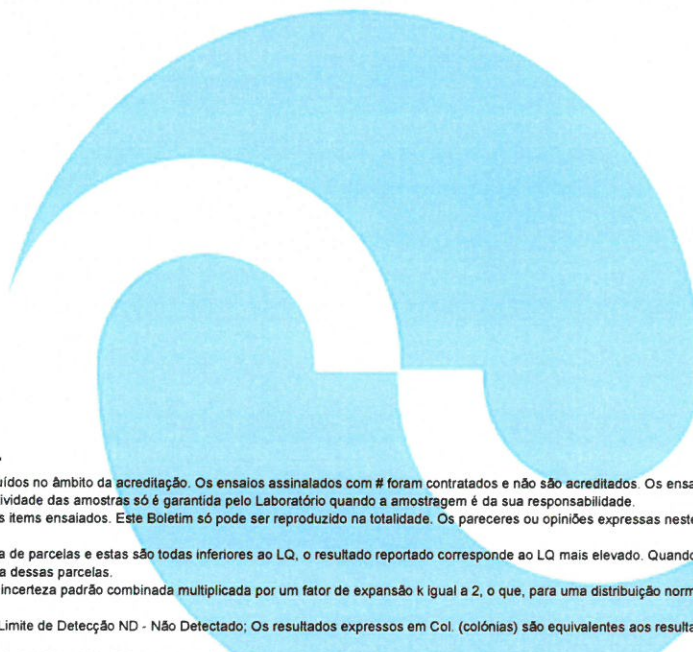 uídos no âmbito da acreditação. Os ensaios assinalados com # foram contratados e não são acreditados. Os ensa
ividade das amostras só é garantida pelo Laboratório quando a amostragem é da sua responsabilidade.
s items ensaiados. Este Boletim só pode ser reproduzido na totalidade. Os pareceres ou opiniões expressas neste
a de parcelas e estas são todas inferiores ao LQ, o resultado reportado corresponde ao LQ mais elevado. Quando
a dessas parcelas.
incerteza padrão combinada multiplicada por um fator de expansão k igual a 2, o que, para uma distribuição norm
Limite de Detecção ND - Não Detectado; Os resultados expressos em Col. (colónias) são equivalentes aos resulta